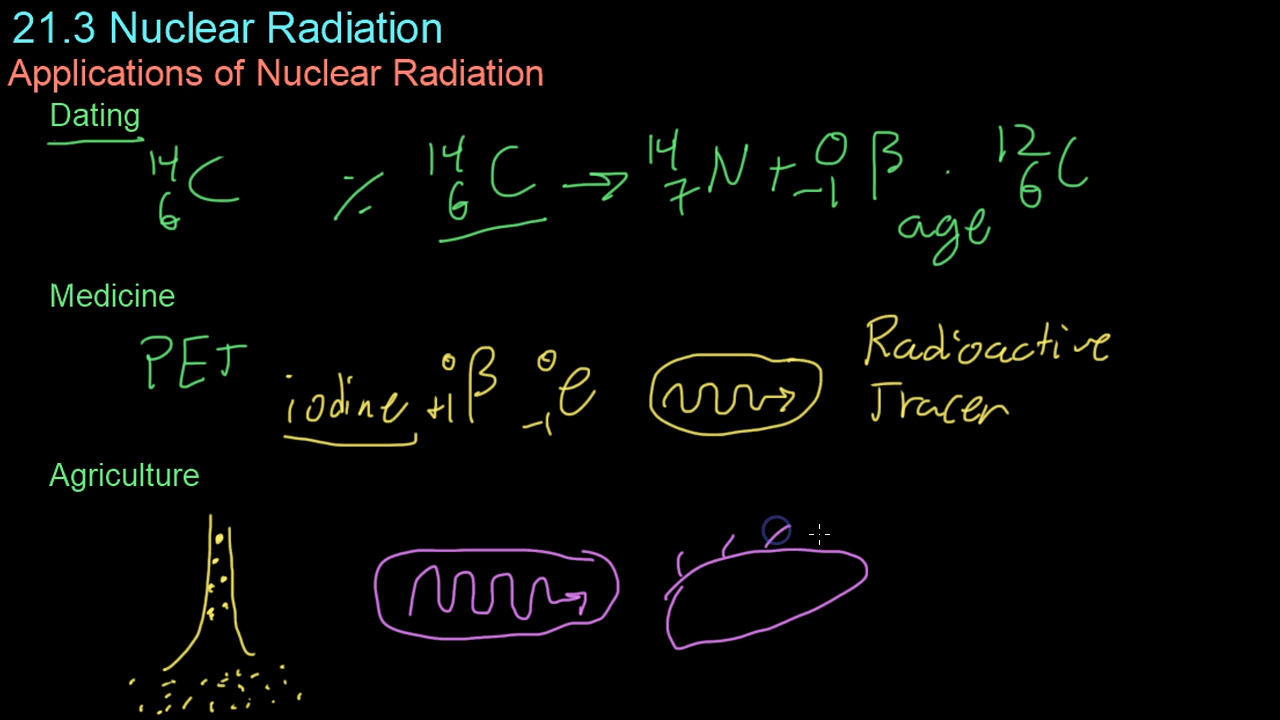 21.3 Nuclear Radiation
Applications of Nuclear Radiation
Dating
¹⁴₆C % ¹⁴₆C → ¹⁴₇N + ⁰₋₁β · ¹²₆C
age
Medicine
PET iodine ⁰₊₁β ⁰₋₁e Radioactive
Tracer
Agriculture